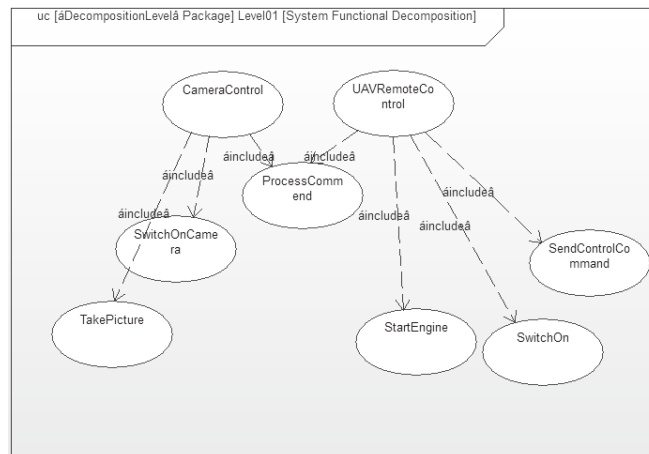 uc [áDecompositionLevelâ Package] Level01 [System Functional Decomposition]
CameraControl
UAVRemoteCo
ntrol
áincludeâ
áincludeâ
áincludeâ
áincludeâ
ProcessComm
end
áincludeâ
áincludeâ
áincludeâ
áincludeâ
SwitchOnCame
ra
SendControlCo
mmand
TakePicture
StartEngine
SwitchOn